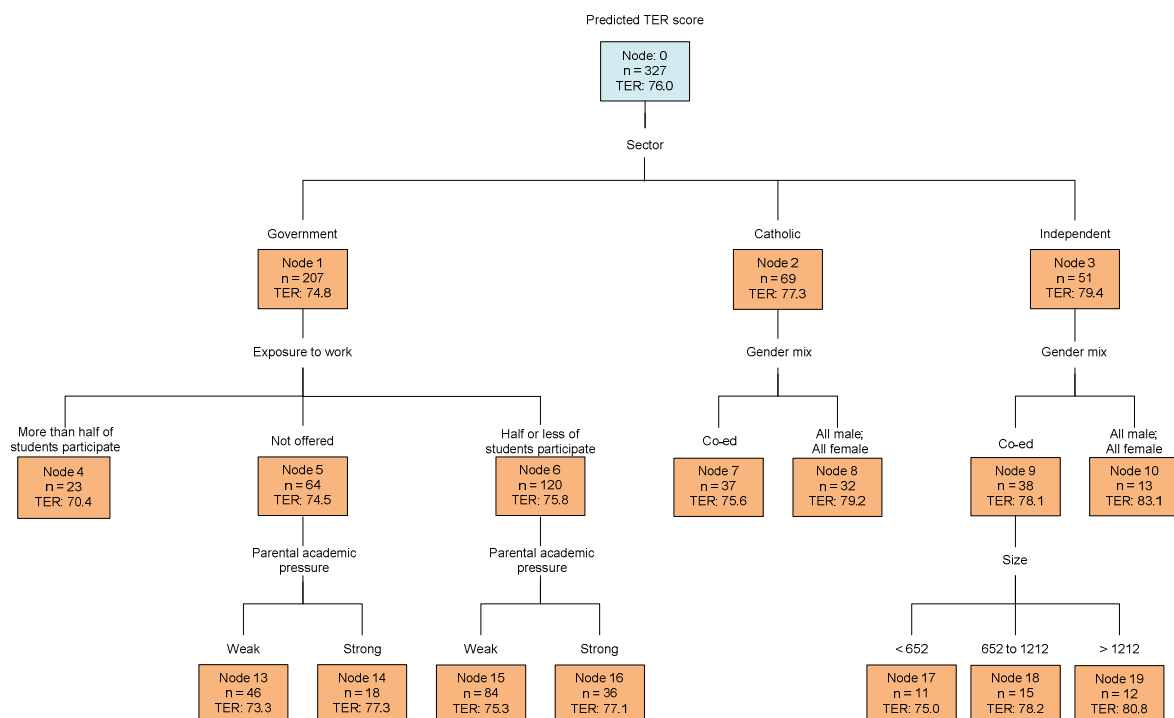 Predicted TER score
Node: 0
n = 327
TER: 76.0
Sector
Government
Node 1
n = 207
TER: 74.8
Catholic
Node 2
n = 69
TER: 77.3
Independent
Node 3
n = 51
TER: 79.4
Exposure to work
Gender mix
Gender mix
More than half of
students participate
Node 4
n = 23
TER: 70.4
Not offered
Node 5
n = 64
TER: 74.5
Half or less of
students participate
Node 6
n = 120
TER: 75.8
Co-ed
Node 7
n = 37
TER: 75.6
All male;
All female
Node 8
n = 32
TER: 79.2
Co-ed
Node 9
n = 38
TER: 78.1
All male;
All female
Node 10
n = 13
TER: 83.1
Parental academic
pressure
Parental academic
pressure
Size
Weak
Node 13
n = 46
TER: 73.3
Strong
Node 14
n = 18
TER: 77.3
Weak
Node 15
n = 84
TER: 75.3
Strong
Node 16
n = 36
TER: 77.1
< 652
Node 17
n = 11
TER: 75.0
652 to 1212
Node 18
n = 15
TER: 78.2
> 1212
Node 19
n = 12
TER: 80.8